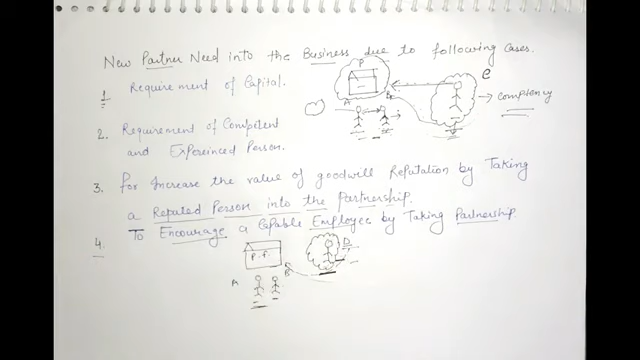 New Partner Need into the Business due to following Cases.
1 Requirement of Capital.
P
A
B
C
→ Competency
2. Requirement of Competent
and Expereinced Person.
3. for Increase the value of goodwill Reputation by Taking
a Reputed Person into the Partnership.
4. To Encourage a Capable Employee by Taking Partnership.
P.f.
A
B
D